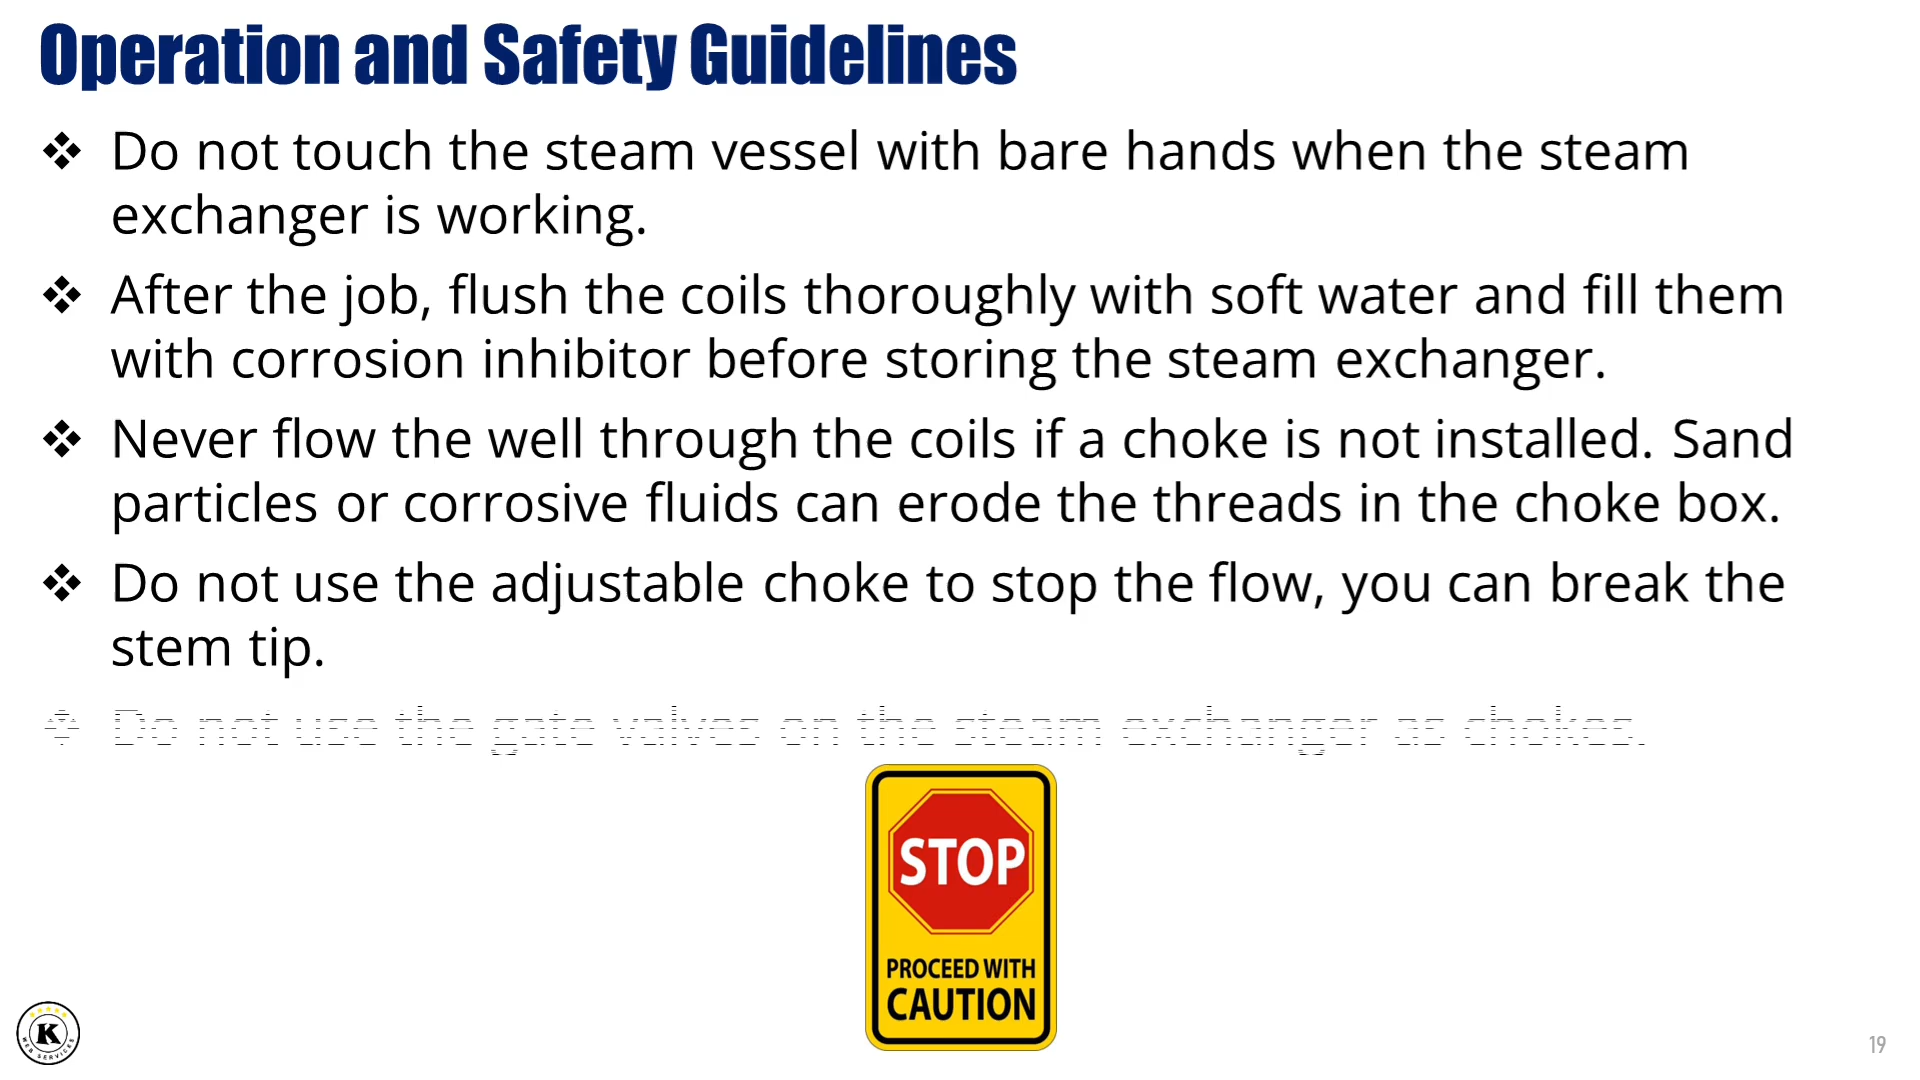 Operation and Safety Guidelines
❖ Do not touch the steam vessel with bare hands when the steam
exchanger is working.
❖ After the job, flush the coils thoroughly with soft water and fill them
with corrosion inhibitor before storing the steam exchanger.
❖ Never flow the well through the coils if a choke is not installed. Sand
particles or corrosive fluids can erode the threads in the choke box.
❖ Do not use the adjustable choke to stop the flow, you can break the
stem tip.
❖ Do not use the gate valves on the steam exchanger as chokes.
STOP
PROCEED WITH
CAUTION
K
WEB SERVICES
19